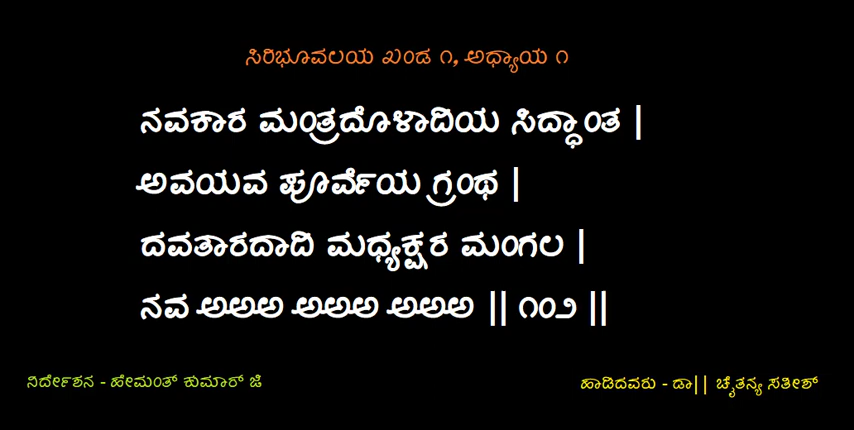 ಸಿರಿಭೂವಲಯ ಖಂಡ ೧, ಅಧ್ಯಾಯ ೧
ನವಕಾರ ಮಂತ್ರದೊಳಾದಿಯ ಸಿದ್ಧಾಂತ |
ಅವಯವ ಪೂರ್ವೆಯ ಗ್ರಂಥ |
ದವತಾರದಾದಿ ಮಧ್ಯಕ್ಷರ ಮಂಗಲ |
ನವ ಅಅಅ ಅಅಅ ಅಅಅ || ೧೦೨ ||
ನಿರ್ದೇಶನ - ಹೇಮಂತ್ ಕುಮಾರ್ ಜಿ
ಹಾಡಿದವರು - ಡಾ|| ಚೈತನ್ಯ ಸತೀಶ್